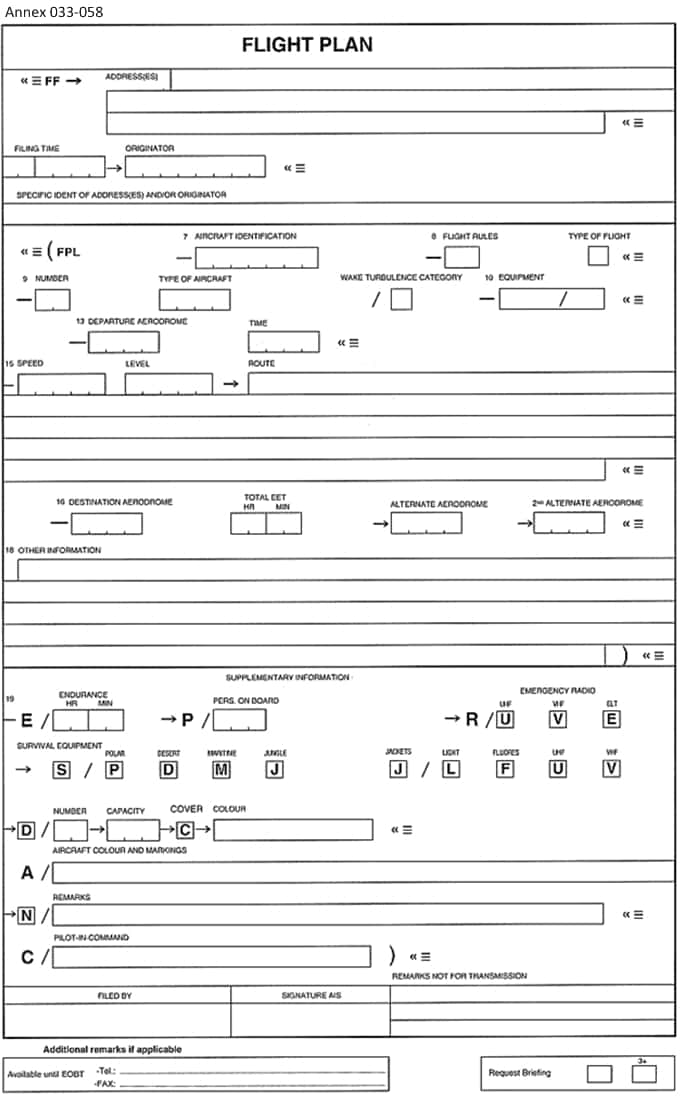 Annex 033-058
FLIGHT PLAN
« ≡ FF → ADDRESS(ES)
« ≡
FILING TIME ORIGINATOR
→ « ≡
SPECIFIC IDENT OF ADDRESS(ES) AND/OR ORIGINATOR
7 AIRCRAFT IDENTIFICATION 8 FLIGHT RULES TYPE OF FLIGHT
« ≡ ( FPL — — « ≡
9 NUMBER TYPE OF AIRCRAFT WAKE TURBULENCE CATEGORY 10 EQUIPMENT
— / — / « ≡
13 DEPARTURE AERODROME TIME
— « ≡
15 SPEED LEVEL ROUTE
— →
« ≡
16 DESTINATION AERODROME TOTAL EET ALTERNATE AERODROME 2ND ALTERNATE AERODROME
HR MIN
— → → « ≡
18 OTHER INFORMATION
) « ≡
SUPPLEMENTARY INFORMATION
19 ENDURANCE PERS. ON BOARD EMERGENCY RADIO
HR MIN UHF VHF ELT
— E / → P / → R / U V E
SURVIVAL EQUIPMENT
POLAR DESERT MARITIME JUNGLE JACKETS LIGHT FLUORES UHF VHF
→ S / P D M J J / L F U V
NUMBER CAPACITY COVER COLOUR
→ D / → → C → « ≡
AIRCRAFT COLOUR AND MARKINGS
A /
REMARKS
→ N / « ≡
PILOT-IN-COMMAND
C / ) « ≡
REMARKS NOT FOR TRANSMISSION
FILED BY SIGNATURE AIS
Additional remarks if applicable
Available until EOBT -Tel.:
-FAX:
Request Briefing 3+